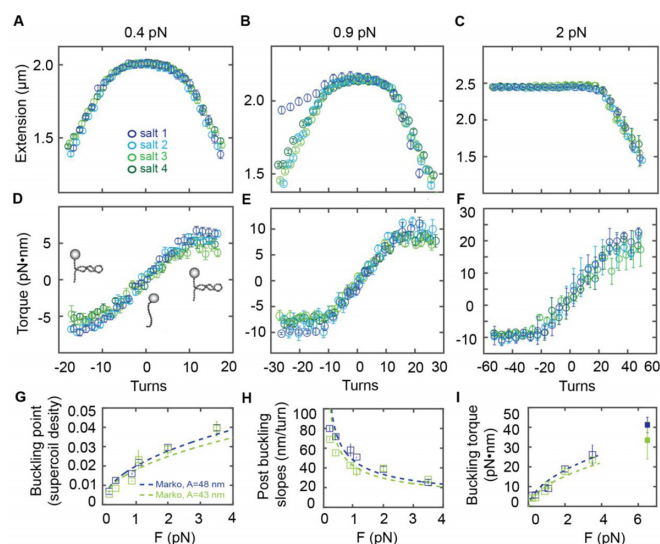 A 0.4 pN
B 0.9 pN
C 2 pN
Extension (µm)
2.0
1.5
salt 1
salt 2
salt 3
salt 4
2.0
1.5
3.0
2.5
2.0
1.5
D
E
F
Torque (pN•nm)
5
0
-5
-20 -10 0 10 20
Turns
10
5
0
-5
-10
-30 -20 -10 0 10 20 30
Turns
20
10
0
-10
-60 -40 -20 0 20 40 60
Turns
G
H
I
Buckling point
(supercoil desity)
0.05
0.04
0.03
0.02
0.01
0
Marko, A=48 nm
Marko, A=43 nm
0 1 2 3 4
F (pN)
Post buckling
slopes (nm/turn)
100
80
60
40
20
0
0 1 2 3 4
F (pN)
Buckling torque
(pN•nm)
50
40
30
20
10
0
0 2 4 6
F (pN)